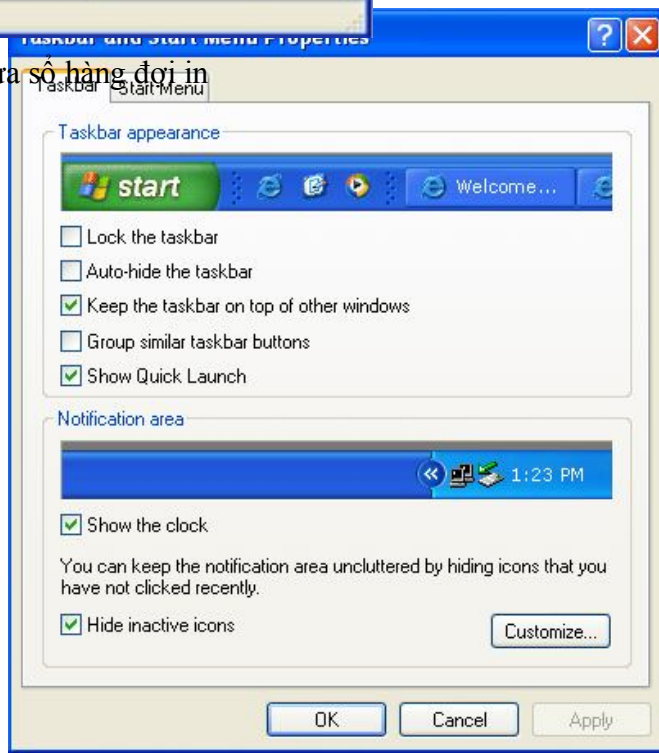 Taskbar and Start Menu Properties
sổ hàng đợi in
Taskbar Start Menu
Taskbar appearance
start Welcome...
Lock the taskbar
Auto-hide the taskbar
Keep the taskbar on top of other windows
Group similar taskbar buttons
Show Quick Launch
Notification area
1:23 PM
Show the clock
You can keep the notification area uncluttered by hiding icons that you
have not clicked recently.
Hide inactive icons
Customize...
OK Cancel Apply